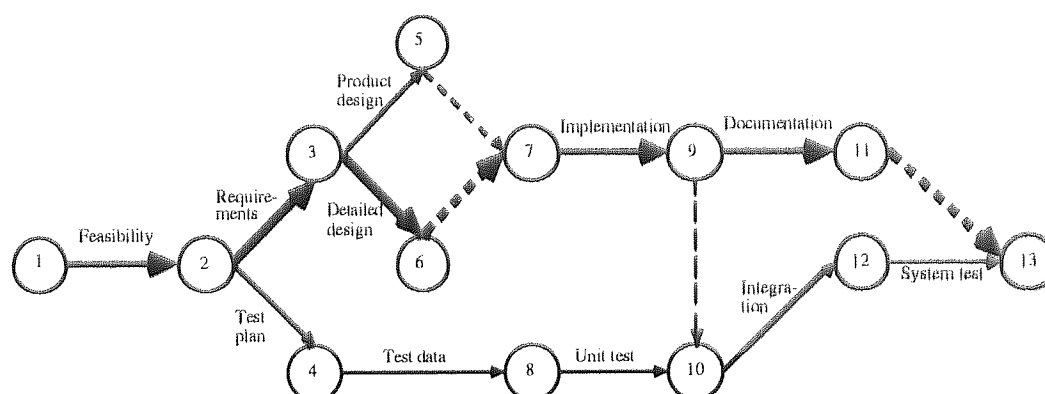 5
Product
design
3
7
Implementation
9
Documentation
11
Require-
ments
Detailed
design
Feasibility
1
2
6
12
System test
13
Test
plan
Integra-
tion
4
Test data
8
Unit test
10